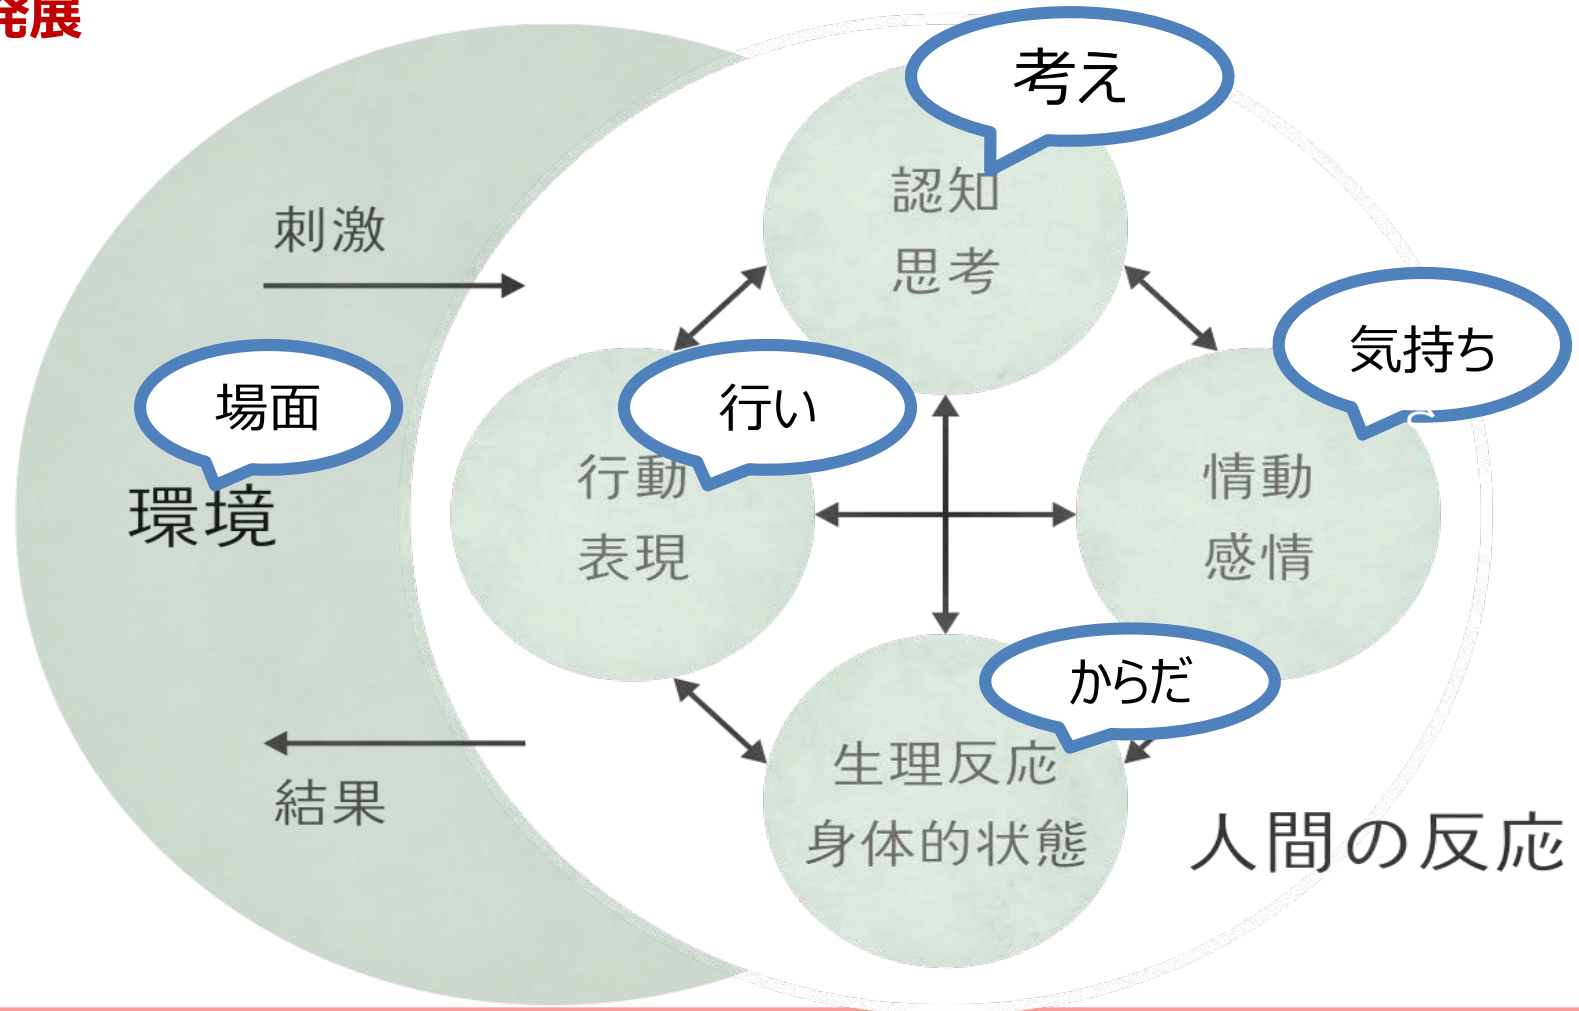 発展
考え
認知
思考
刺激
気持ち
場面
行い
環境
行動
表現
情動
感情
からだ
生理反応
身体的状態
結果
人間の反応